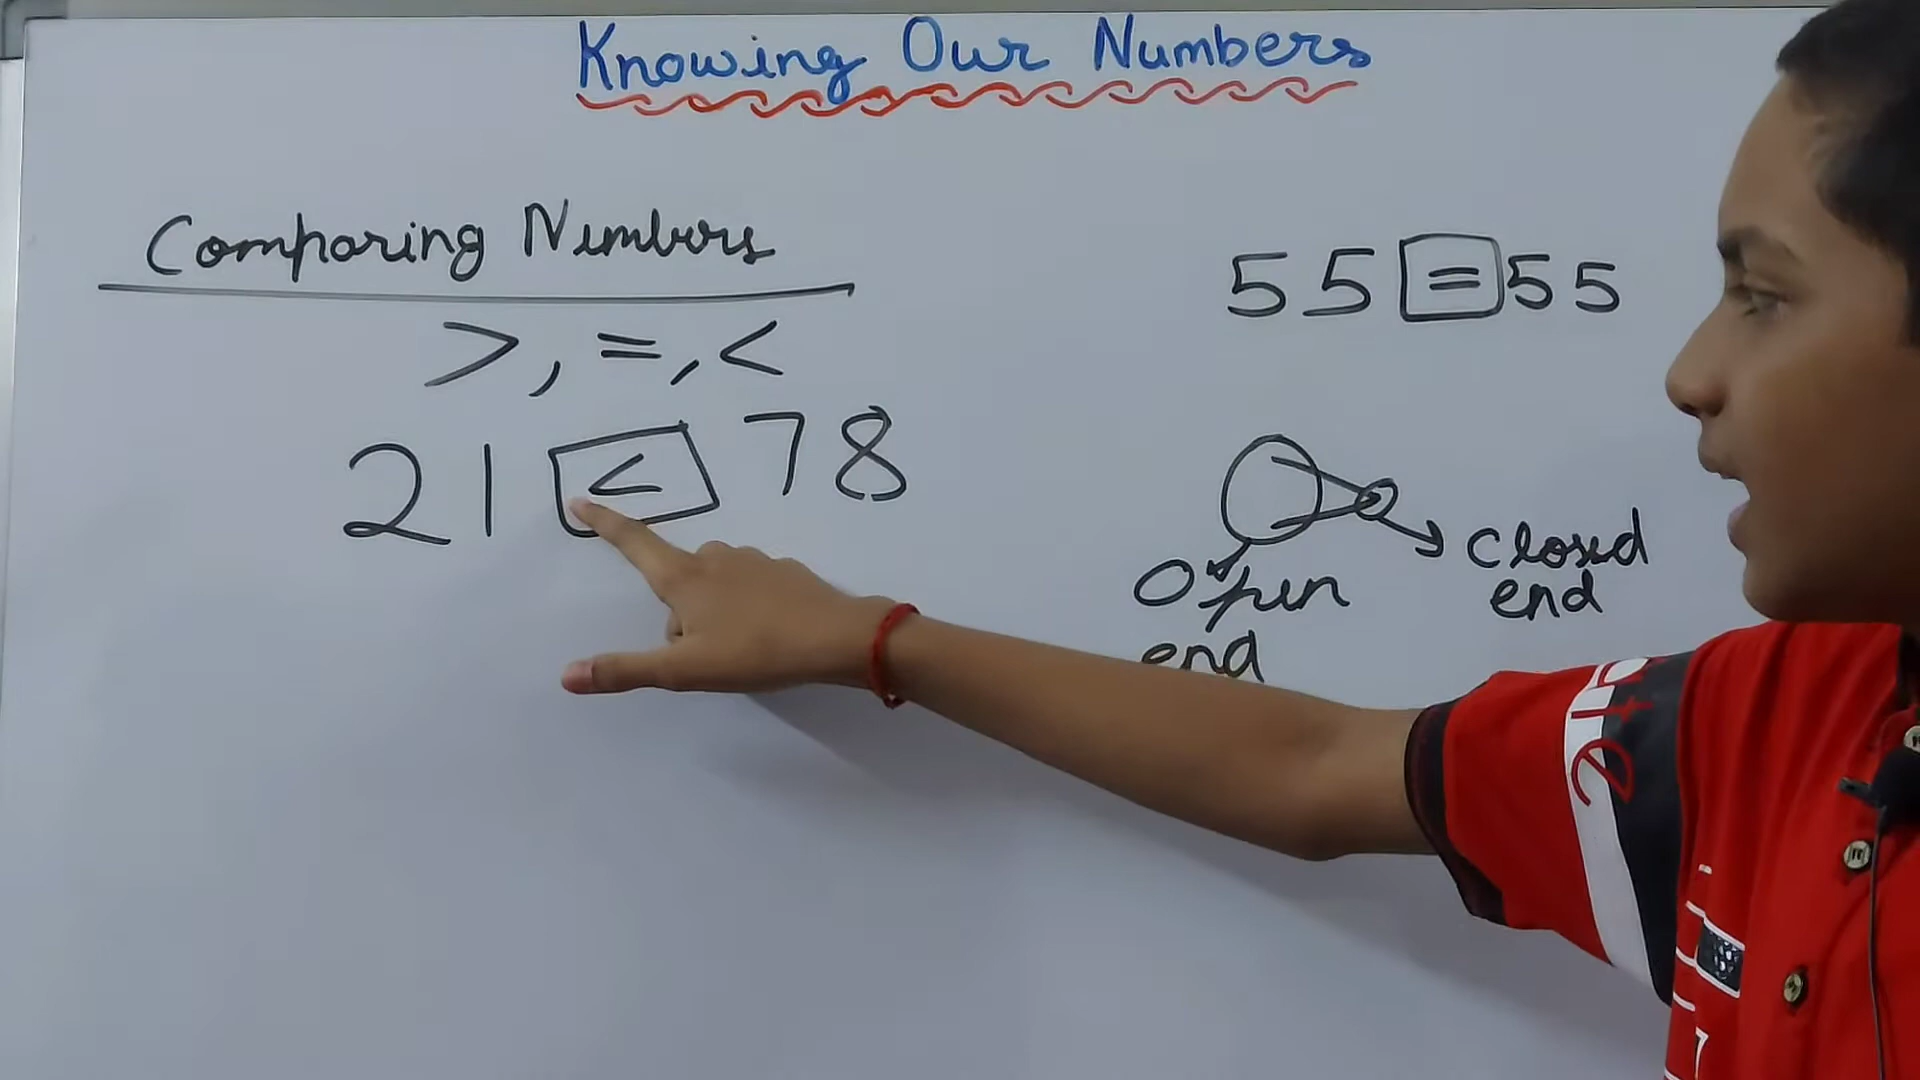 Knowing Our Numbers
Comparing Numbers
>, =, <
21 < 78
55 = 55
Open
end
closed
end